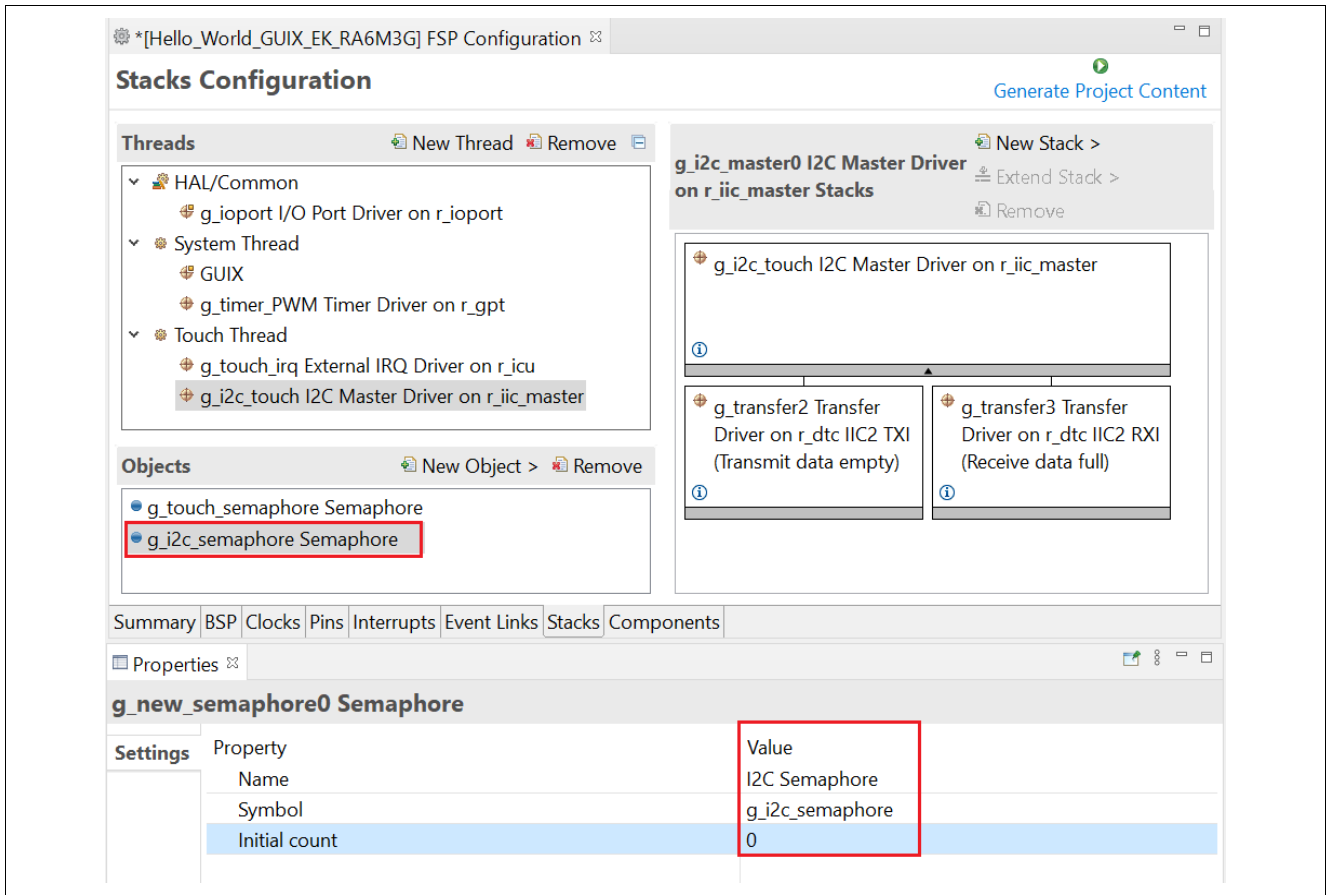 *[Hello_World_GUIX_EK_RA6M3G] FSP Configuration
Stacks Configuration
Generate Project Content
Threads
New Thread
Remove
HAL/Common
g_ioport I/O Port Driver on r_ioport
System Thread
GUIX
g_timer_PWM Timer Driver on r_gpt
Touch Thread
g_touch_irq External IRQ Driver on r_icu
g_i2c_touch I2C Master Driver on r_iic_master
Objects
New Object >
Remove
g_touch_semaphore Semaphore
g_i2c_semaphore Semaphore
g_i2c_master0 I2C Master Driver
on r_iic_master Stacks
New Stack >
Extend Stack >
Remove
g_i2c_touch I2C Master Driver on r_iic_master
g_transfer2 Transfer
Driver on r_dtc IIC2 TXI
(Transmit data empty)
g_transfer3 Transfer
Driver on r_dtc IIC2 RXI
(Receive data full)
Summary BSP Clocks Pins Interrupts Event Links Stacks Components
Properties
g_new_semaphore0 Semaphore
Settings
Property Value
Name I2C Semaphore
Symbol g_i2c_semaphore
Initial count 0